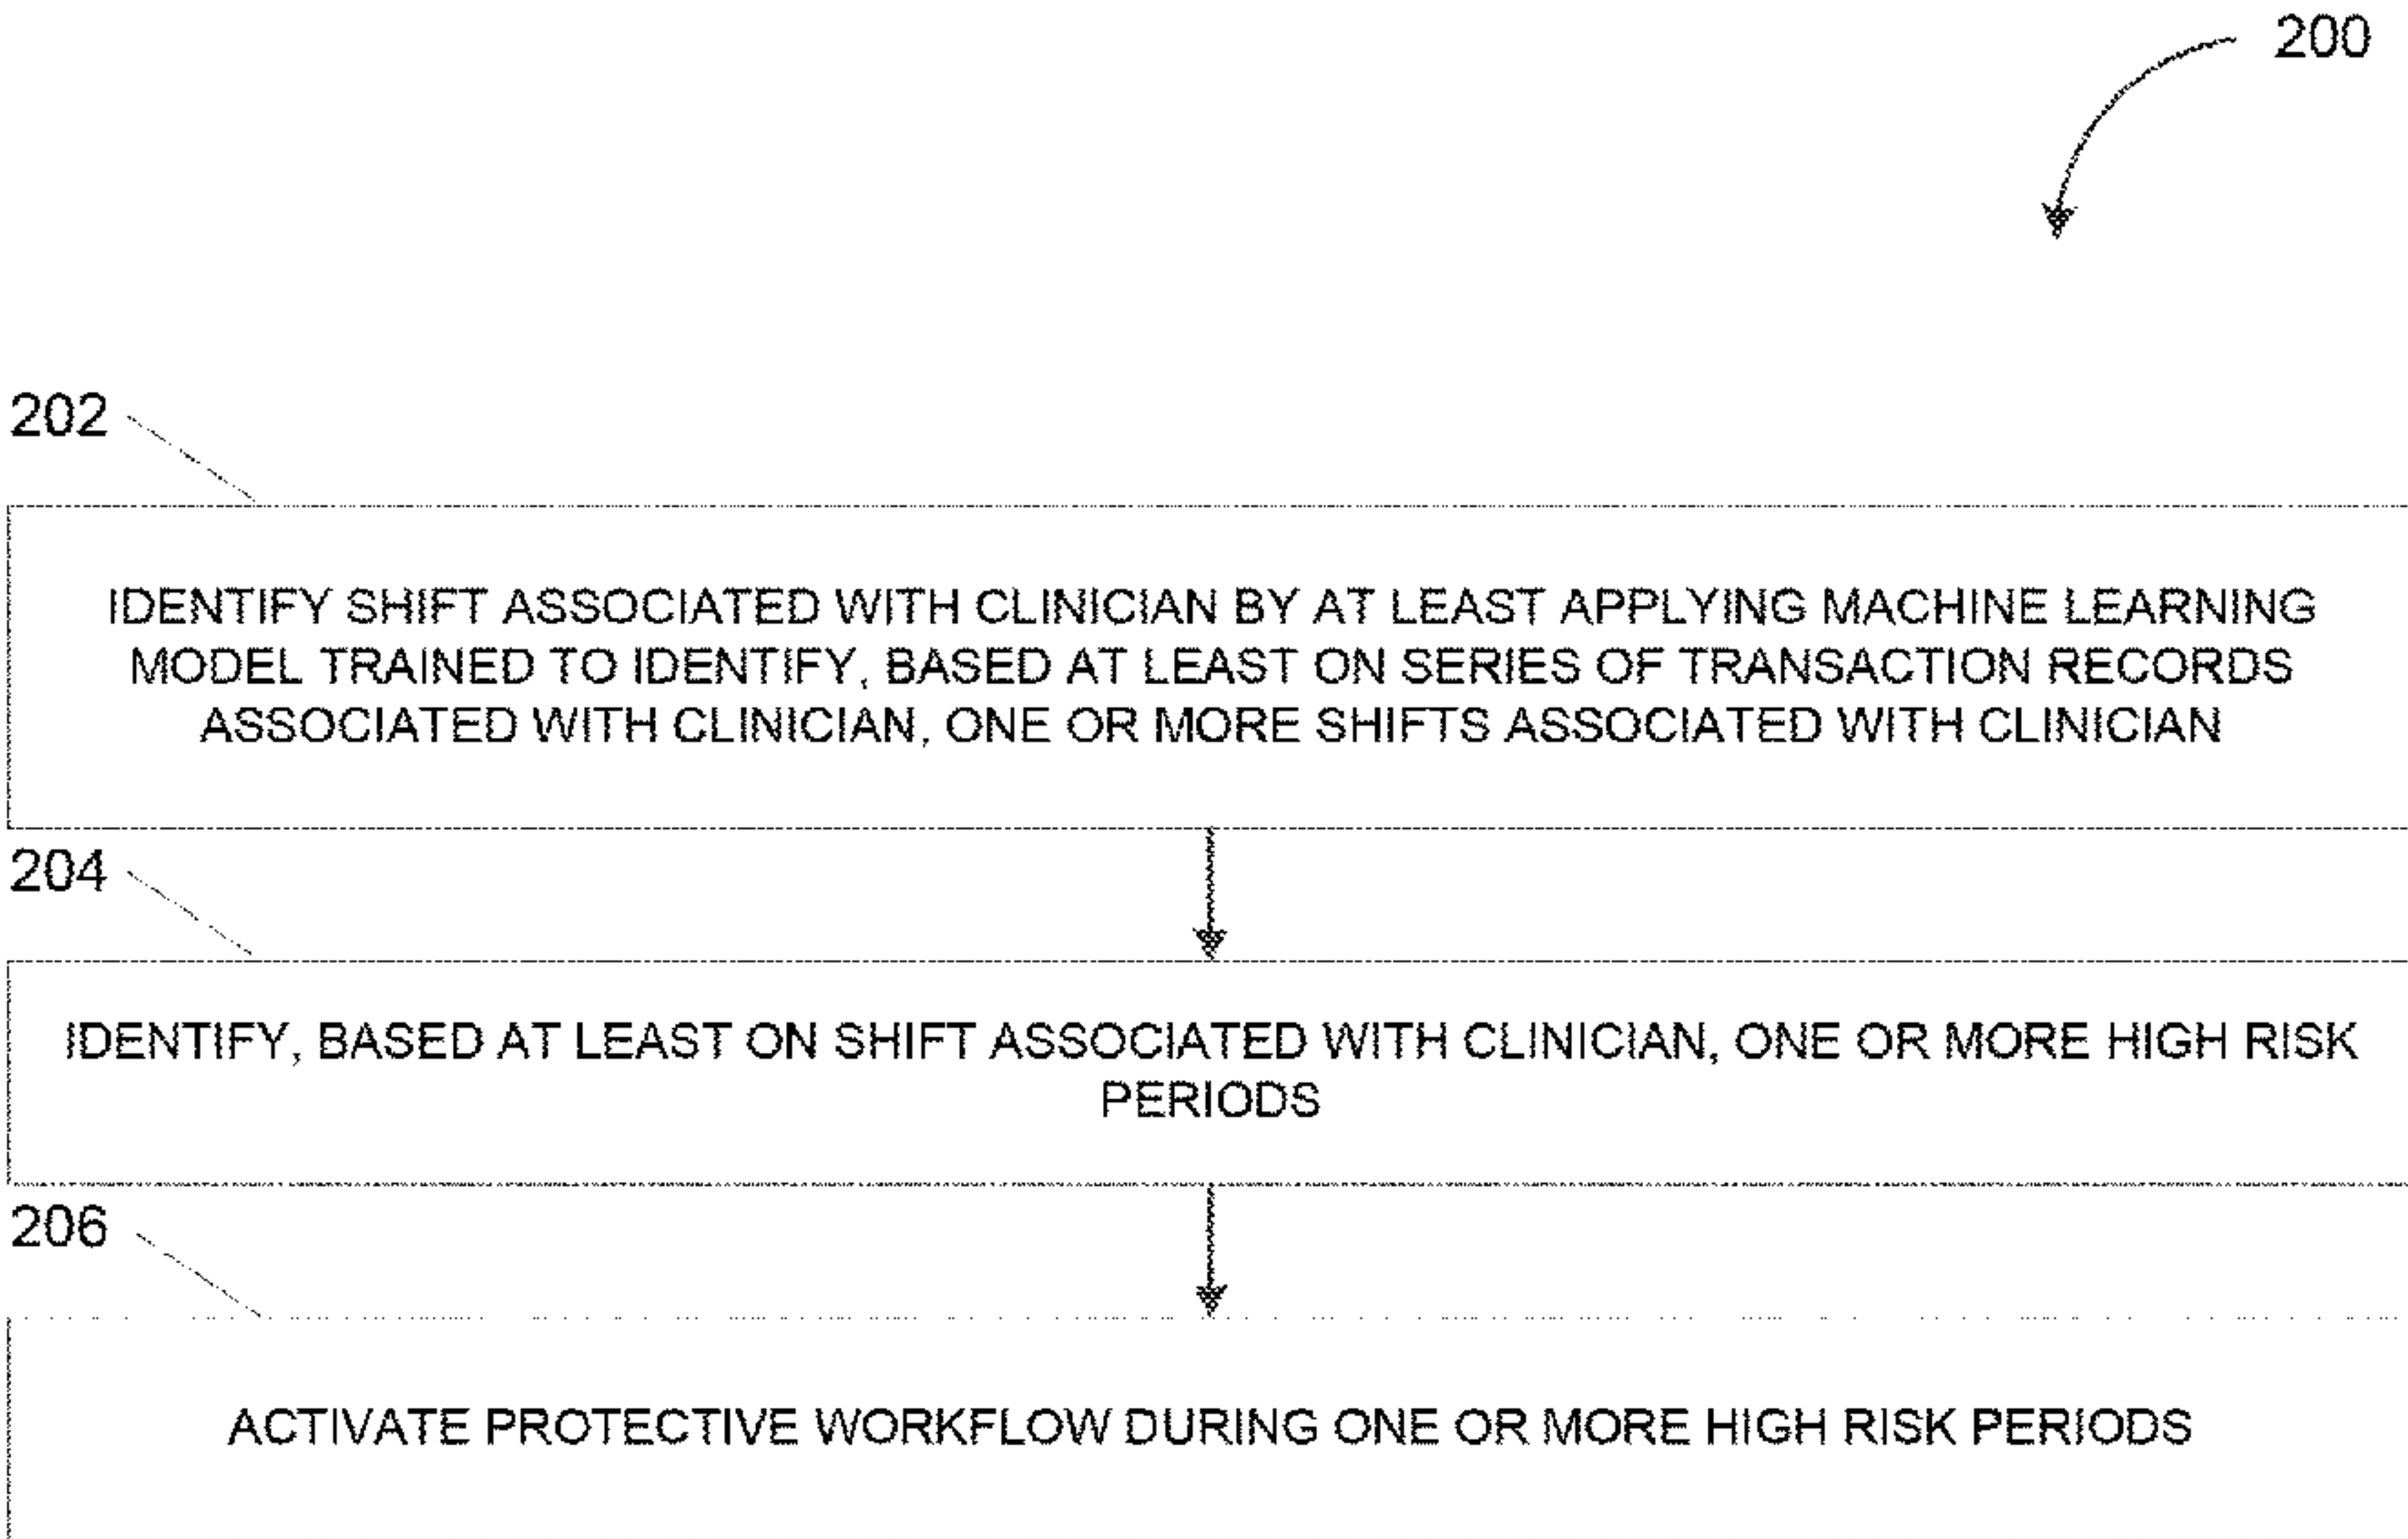 200
202
IDENTIFY SHIFT ASSOCIATED WITH CLINICIAN BY AT LEAST APPLYING MACHINE LEARNING
MODEL TRAINED TO IDENTIFY, BASED AT LEAST ON SERIES OF TRANSACTION RECORDS
ASSOCIATED WITH CLINICIAN, ONE OR MORE SHIFTS ASSOCIATED WITH CLINICIAN
204
IDENTIFY, BASED AT LEAST ON SHIFT ASSOCIATED WITH CLINICIAN, ONE OR MORE HIGH RISK
PERIODS
206
ACTIVATE PROTECTIVE WORKFLOW DURING ONE OR MORE HIGH RISK PERIODS